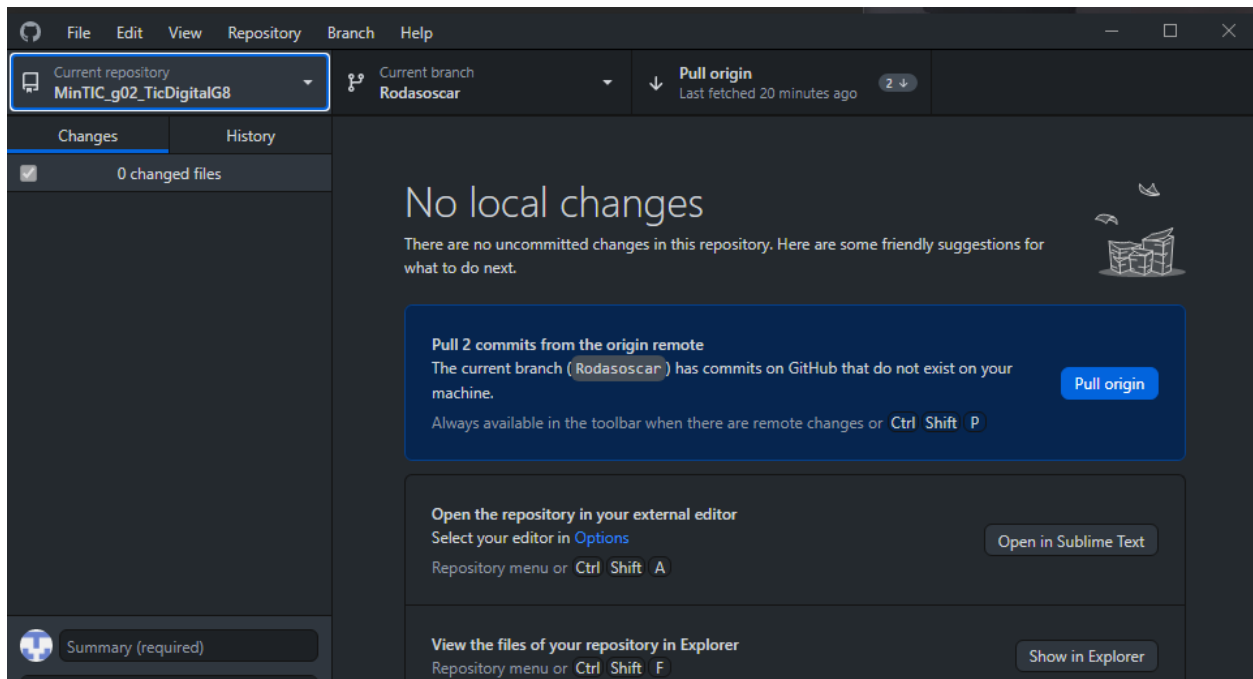 File Edit View Repository Branch Help
Current repository
MinTIC_g02_TicDigitalG8
Current branch
Rodasoscar
Pull origin
Last fetched 20 minutes ago
2
Changes History
0 changed files
No local changes
There are no uncommitted changes in this repository. Here are some friendly suggestions for
what to do next.
Pull 2 commits from the origin remote
The current branch ( Rodasoscar ) has commits on GitHub that do not exist on your
machine.
Always available in the toolbar when there are remote changes or Ctrl Shift P
Pull origin
Open the repository in your external editor
Select your editor in Options
Repository menu or Ctrl Shift A
Open in Sublime Text
Summary (required)
View the files of your repository in Explorer
Repository menu or Ctrl Shift F
Show in Explorer